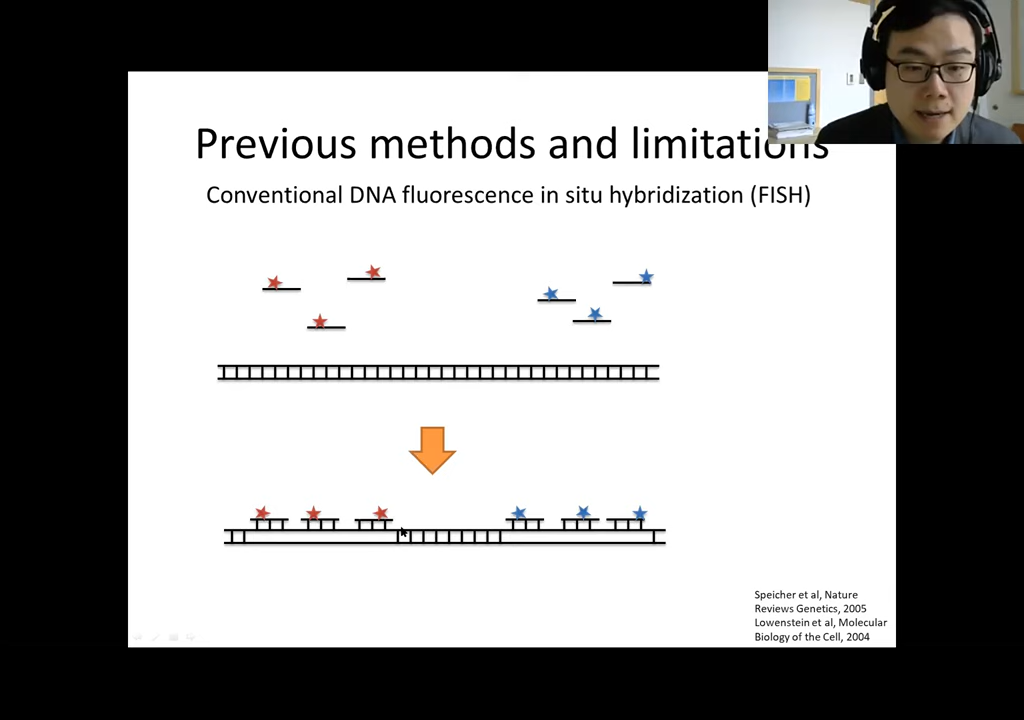 Previous methods and limitations
Conventional DNA fluorescence in situ hybridization (FISH)
Speicher et al, Nature
Reviews Genetics, 2005
Lowenstein et al, Molecular
Biology of the Cell, 2004